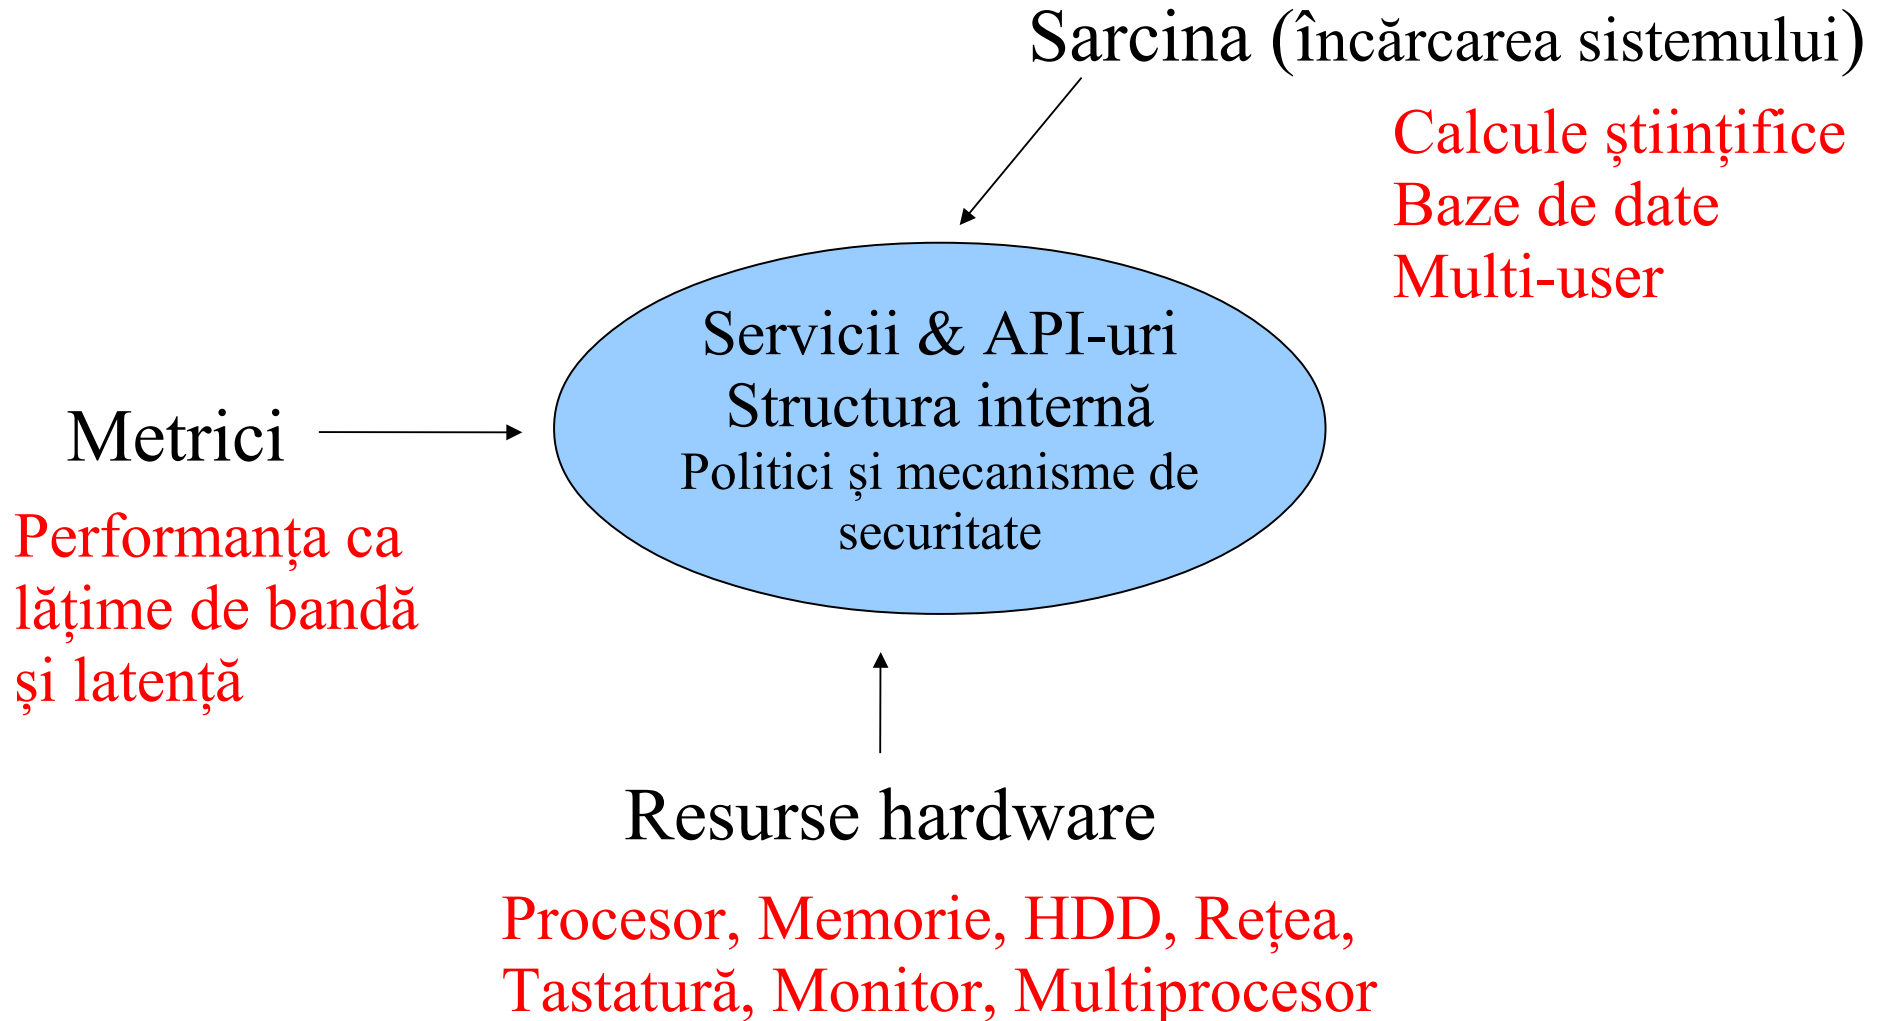 Sarcina (încărcarea sistemului)
Calcule științifice
Baze de date
Multi-user
Servicii & API-uri
Structura internă
Politici și mecanisme de
securitate
Metrici
Performanța ca
lățime de bandă
și latență
Resurse hardware
Procesor, Memorie, HDD, Rețea,
Tastatură, Monitor, Multiprocesor